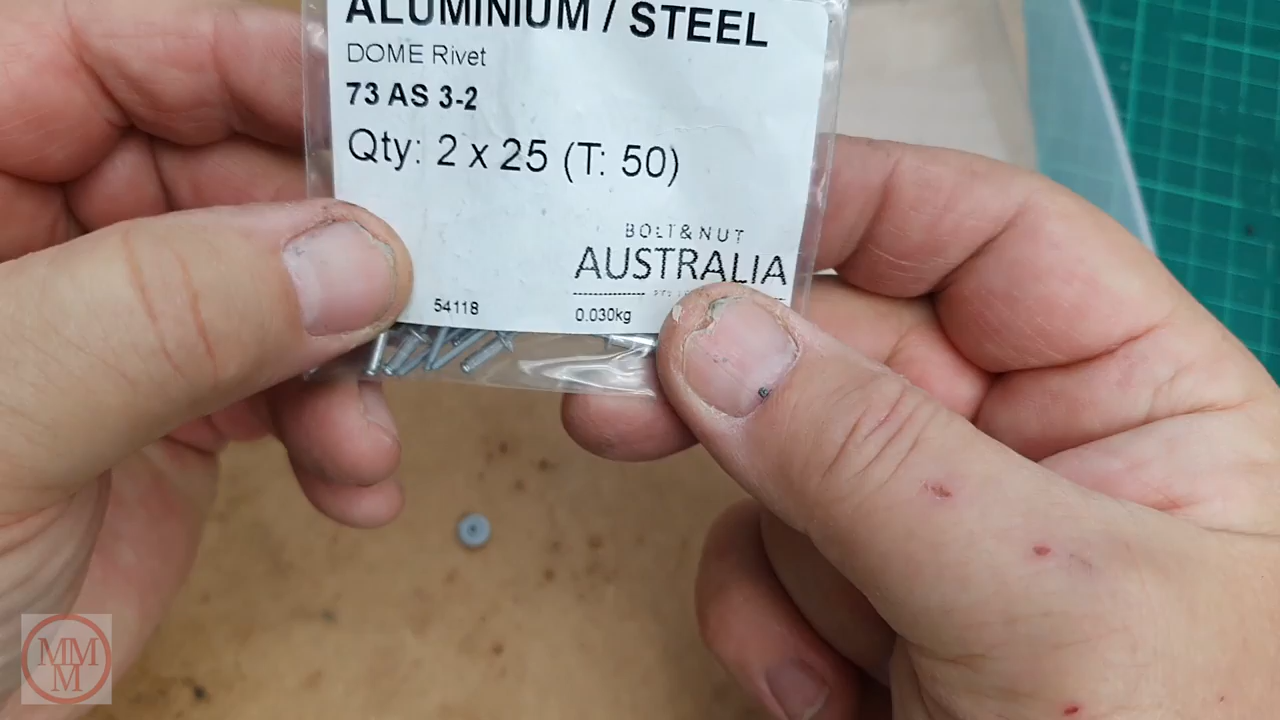 ALUMINIUM / STEEL
DOME Rivet
73 AS 3-2
Qty: 2 x 25 (T: 50)
BOLT & NUT
AUSTRALIA
54118
0.030kg
MM
M